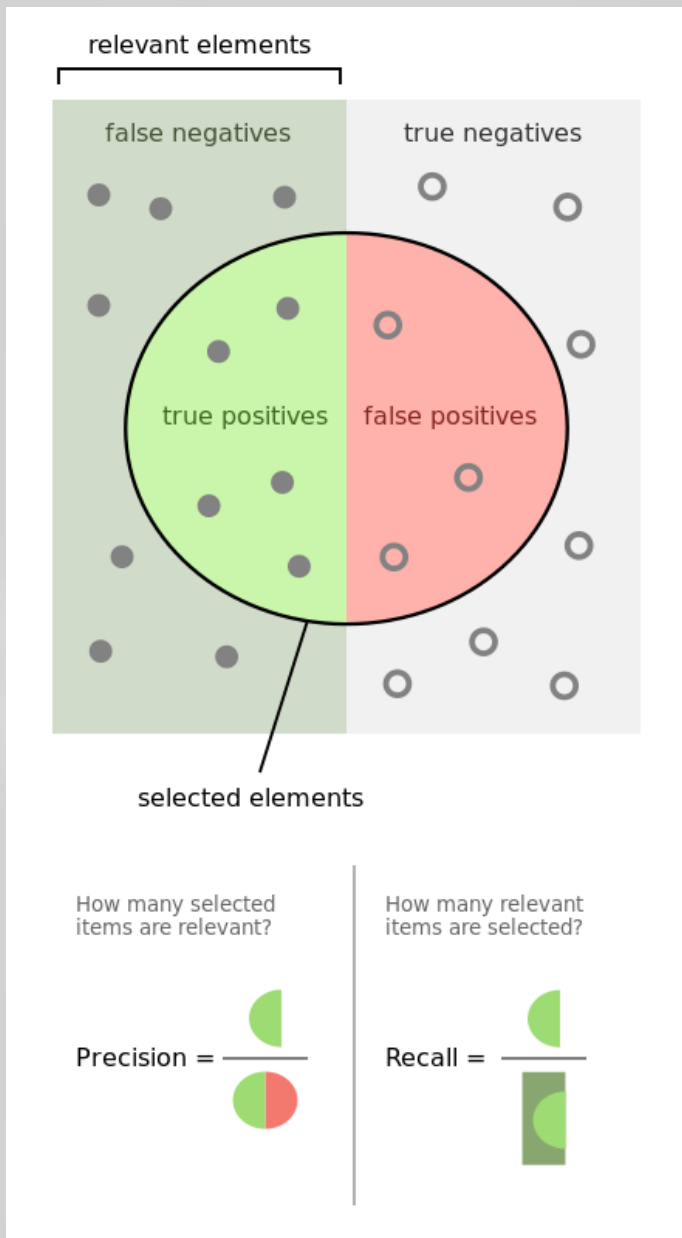 relevant elements
false negatives
true negatives
true positives
false positives
selected elements
How many selected
items are relevant?
Precision =
How many relevant
items are selected?
Recall =